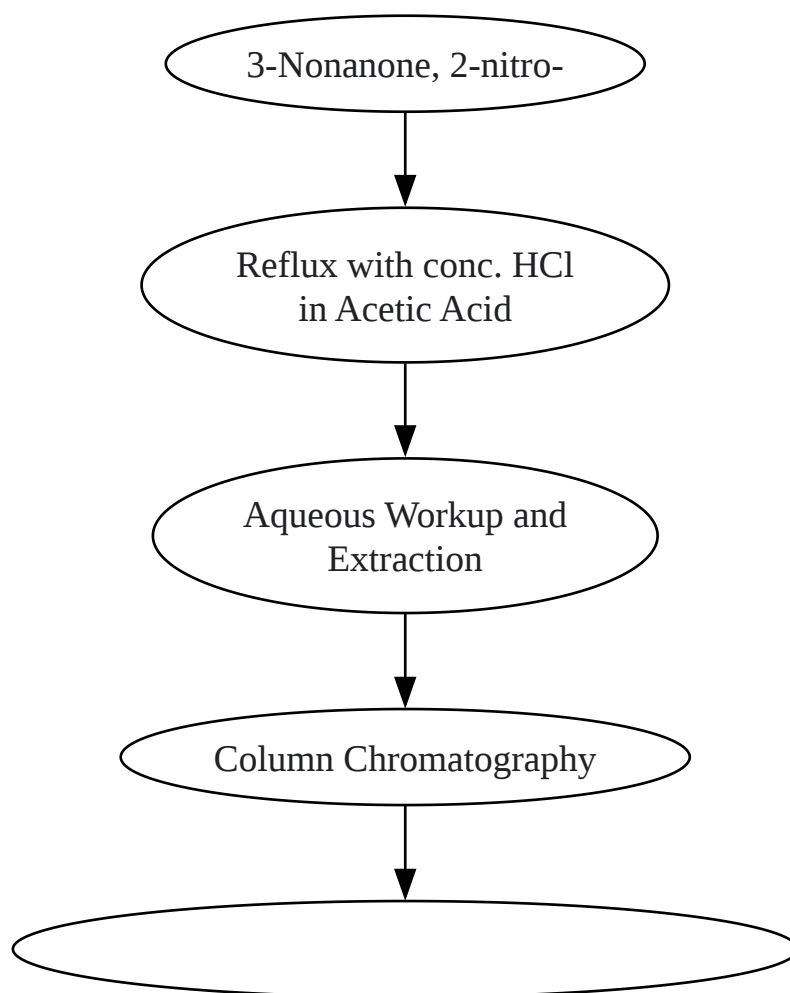 3-Nonanone, 2-nitro-
Reflux with conc. HCl
in Acetic Acid
Aqueous Workup and
Extraction
Column Chromatography